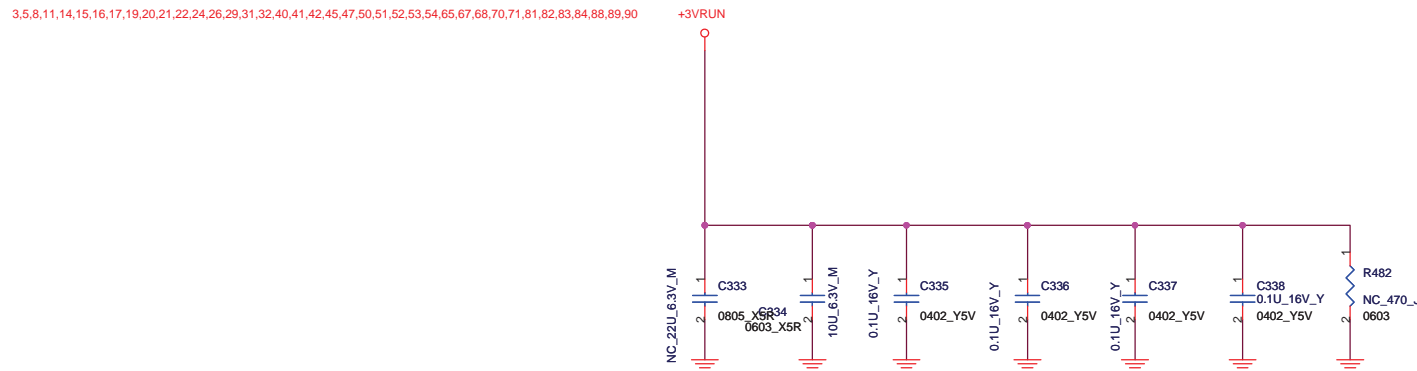 3,5,8,11,14,15,16,17,19,20,21,22,24,26,29,31,32,40,41,42,45,47,50,51,52,53,54,65,67,68,70,71,81,82,83,84,88,89,90
+3VRUN
NC_22U_6.3V_M
1
C333
2
0805_X5R
C334
0603_X5R
1
2
10U_6.3V_M
0.1U_16V_Y
1
C335
2
0402_Y5V
0.1U_16V_Y
1
C336
2
0402_Y5V
0.1U_16V_Y
1
C337
2
0402_Y5V
1
C338
0.1U_16V_Y
2
0402_Y5V
1
R482
NC_470_J
2
0603